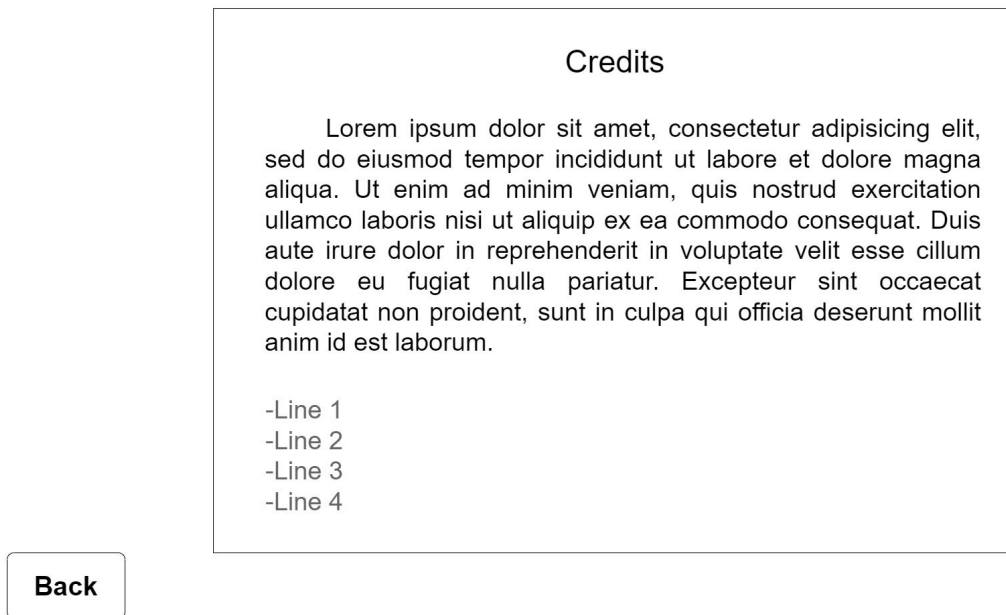 Credits
Lorem ipsum dolor sit amet, consectetur adipisicing elit,
sed do eiusmod tempor incididunt ut labore et dolore magna
aliqua. Ut enim ad minim veniam, quis nostrud exercitation
ullamco laboris nisi ut aliquip ex ea commodo consequat. Duis
aute irure dolor in reprehenderit in voluptate velit esse cillum
dolore eu fugiat nulla pariatur. Excepteur sint occaecat
cupidatat non proident, sunt in culpa qui officia deserunt mollit
anim id est laborum.
-Line 1
-Line 2
-Line 3
-Line 4
Back